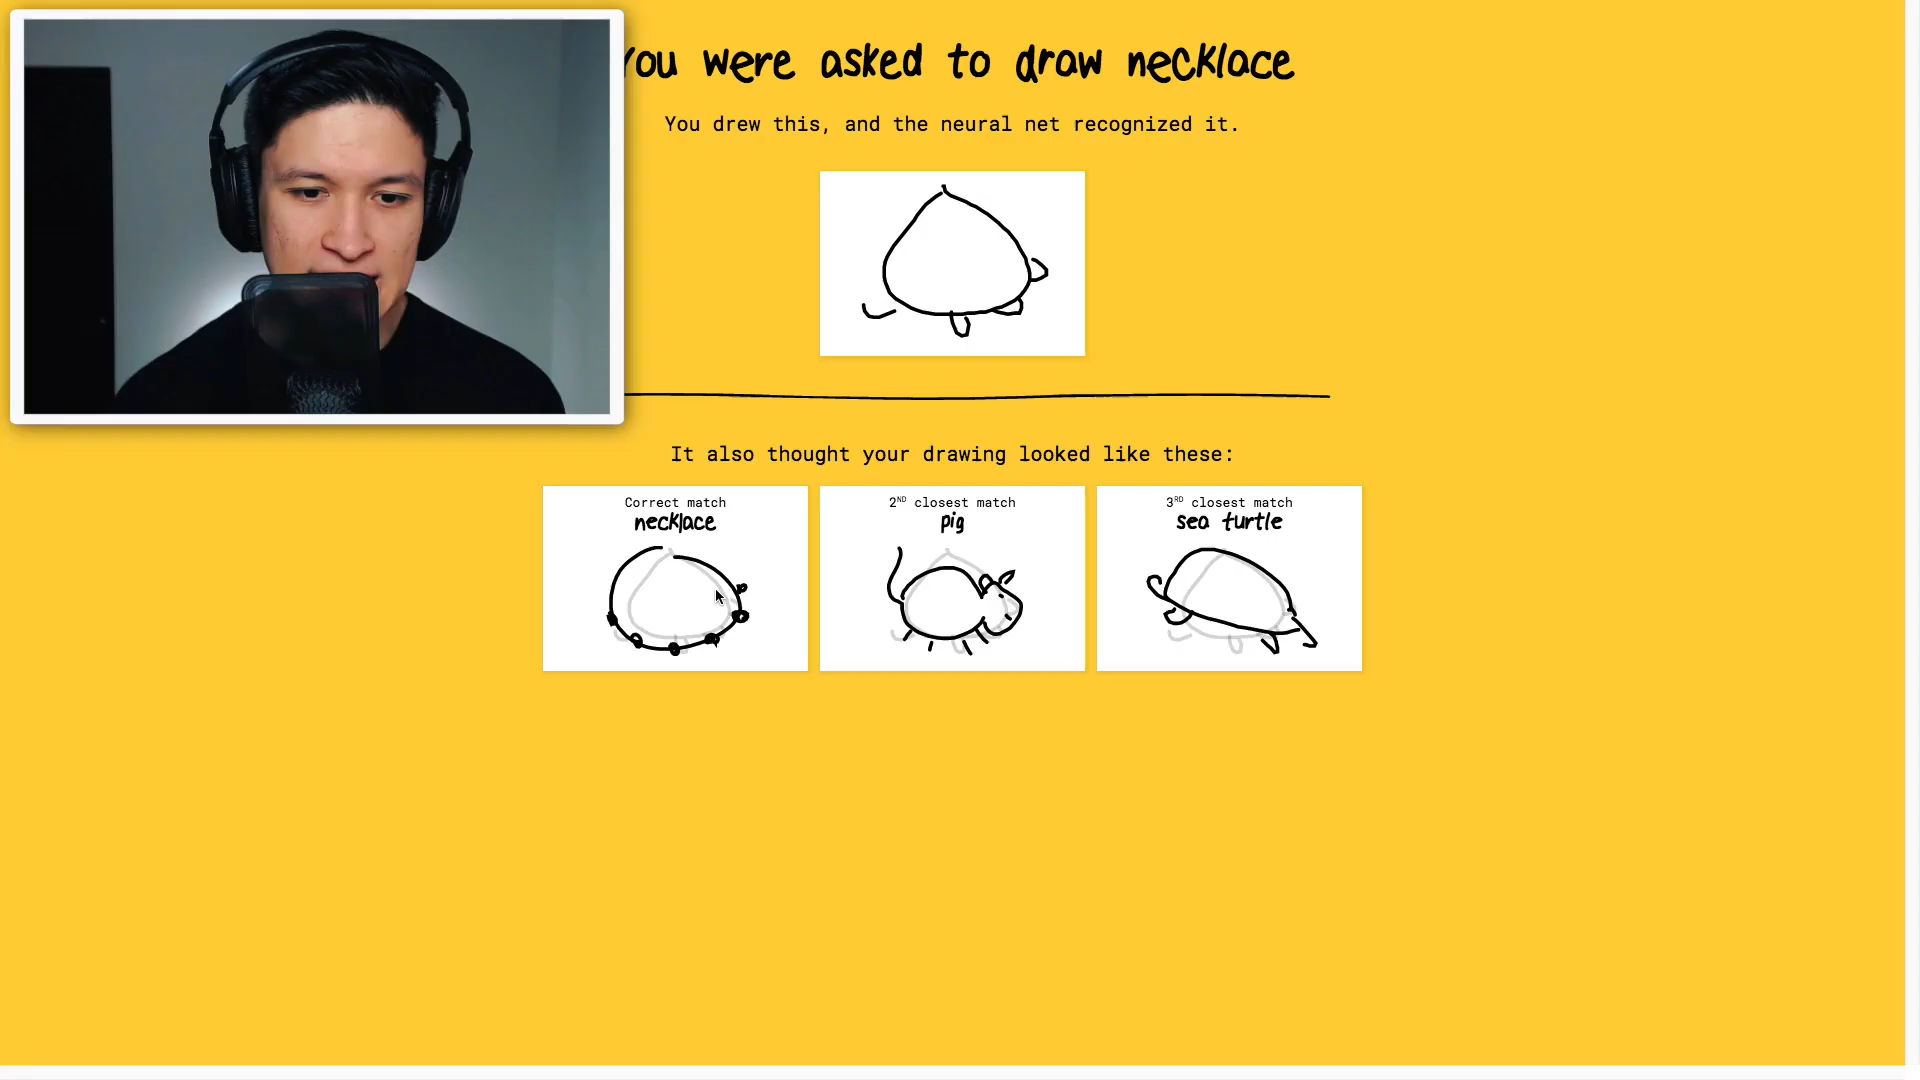 You were asked to draw necklace
You drew this, and the neural net recognized it.
It also thought your drawing looked like these:
Correct match
necklace
2ND closest match
pig
3RD closest match
sea turtle